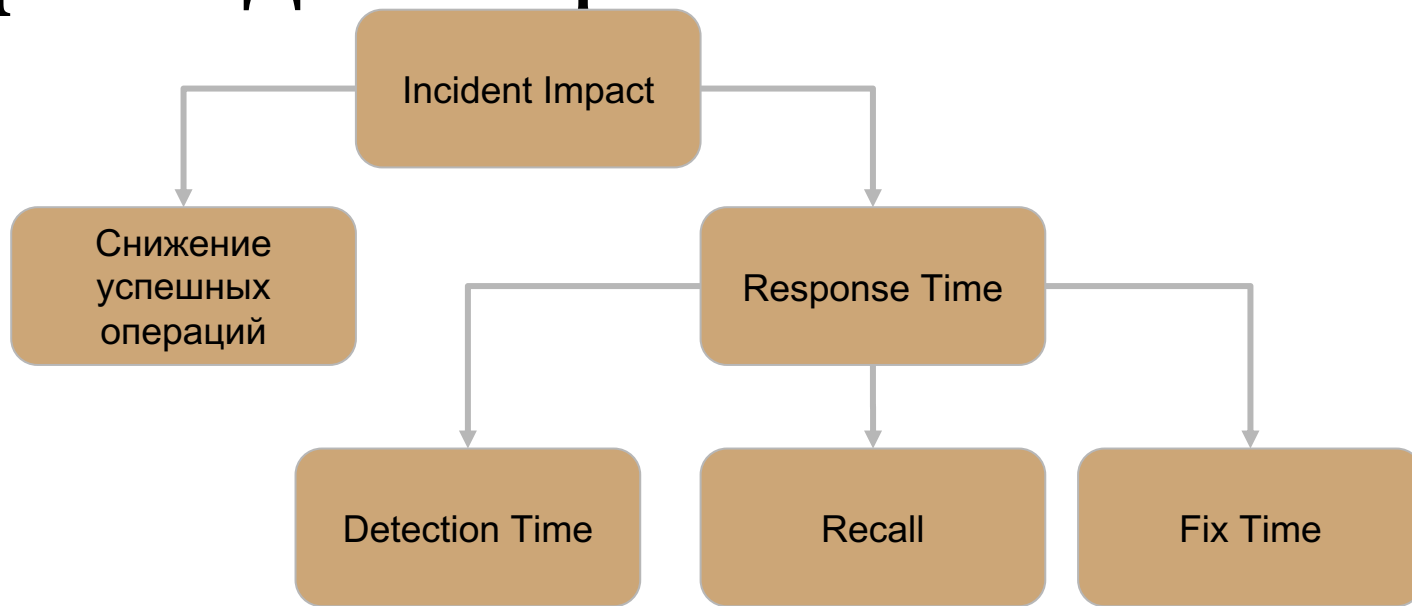 Incident Impact
Снижение
успешных
операций
Response Time
Detection Time
Recall
Fix Time